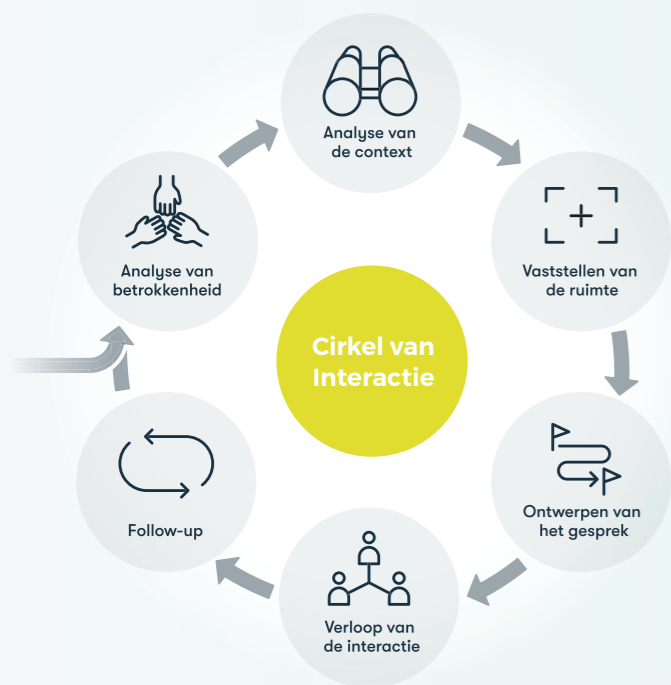 Analyse van
de context
Analyse van
betrokkenheid
Vaststellen van
de ruimte
Cirkel van
Interactie
Follow-up
Ontwerpen van
het gesprek
Verloop van
de interactie